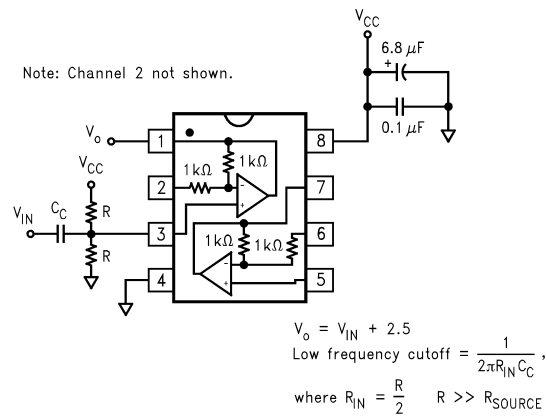 V_CC
6.8 μF
+
Note: Channel 2 not shown.
0.1 μF
V_o
1
8
1kΩ
V_CC
2
1kΩ
-
7
R
+
V_IN
C_C
3
6
1kΩ
1kΩ
R
-
4
+
5
V_o = V_IN + 2.5
Low frequency cutoff = 1 / 2πR_IN C_C ,
where R_IN = R / 2 R >> R_SOURCE